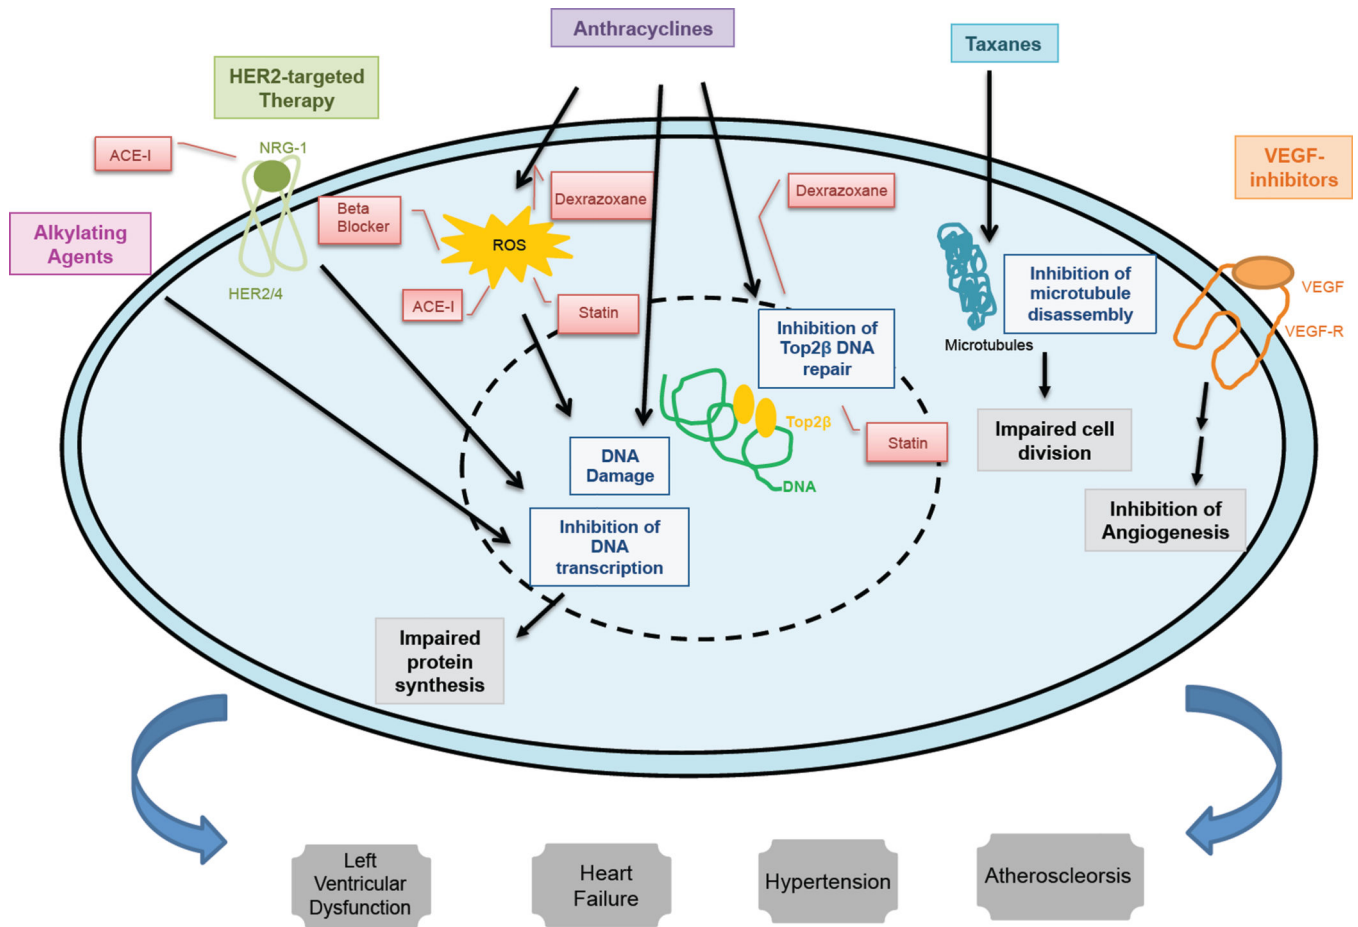 Anthracyclines
Taxanes
HER2-targeted
Therapy
NRG-1
ACE-I
HER2/4
Alkylating
Agents
Beta
Blocker
ROS
Dexrazoxane
ACE-I
Statin
Dexrazoxane
Inhibition of
Top2β DNA
repair
Top2β
DNA
Statin
DNA
Damage
Inhibition of
DNA
transcription
Impaired
protein
synthesis
Microtubules
Inhibition of
microtubule
disassembly
Impaired cell
division
VEGF-
inhibitors
VEGF
VEGF-R
Inhibition of
Angiogenesis
Left
Ventricular
Dysfunction
Heart
Failure
Hypertension
Atheroscleorsis